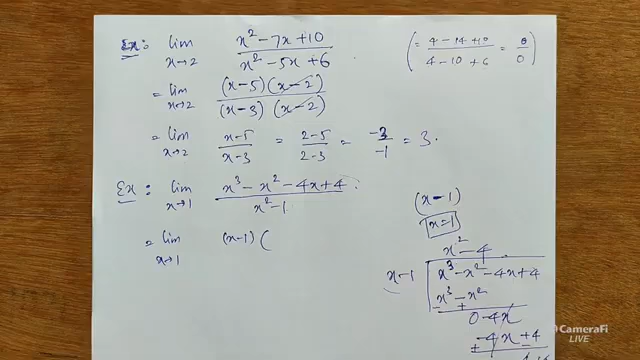 Ex: lim x→2 (x² - 7x + 10)/(x² - 5x + 6) (= (4 - 14 + 10)/(4 - 10 + 6) = 0/0)
= lim x→2 (x-5)(x-2)/(x-3)(x-2)
= lim x→2 (x-5)/(x-3) = (2-5)/(2-3) = -3/-1 = 3.
Ex: lim x→1 (x³ - x² - 4x + 4)/(x² - 1).
(x-1)
x=1
= lim x→1 (x-1)(
x² - 4
x-1 x³ - x² - 4x + 4
x³ - x²
- +
0 - 4x
-4x + 4
+ -
CameraFi
LIVE